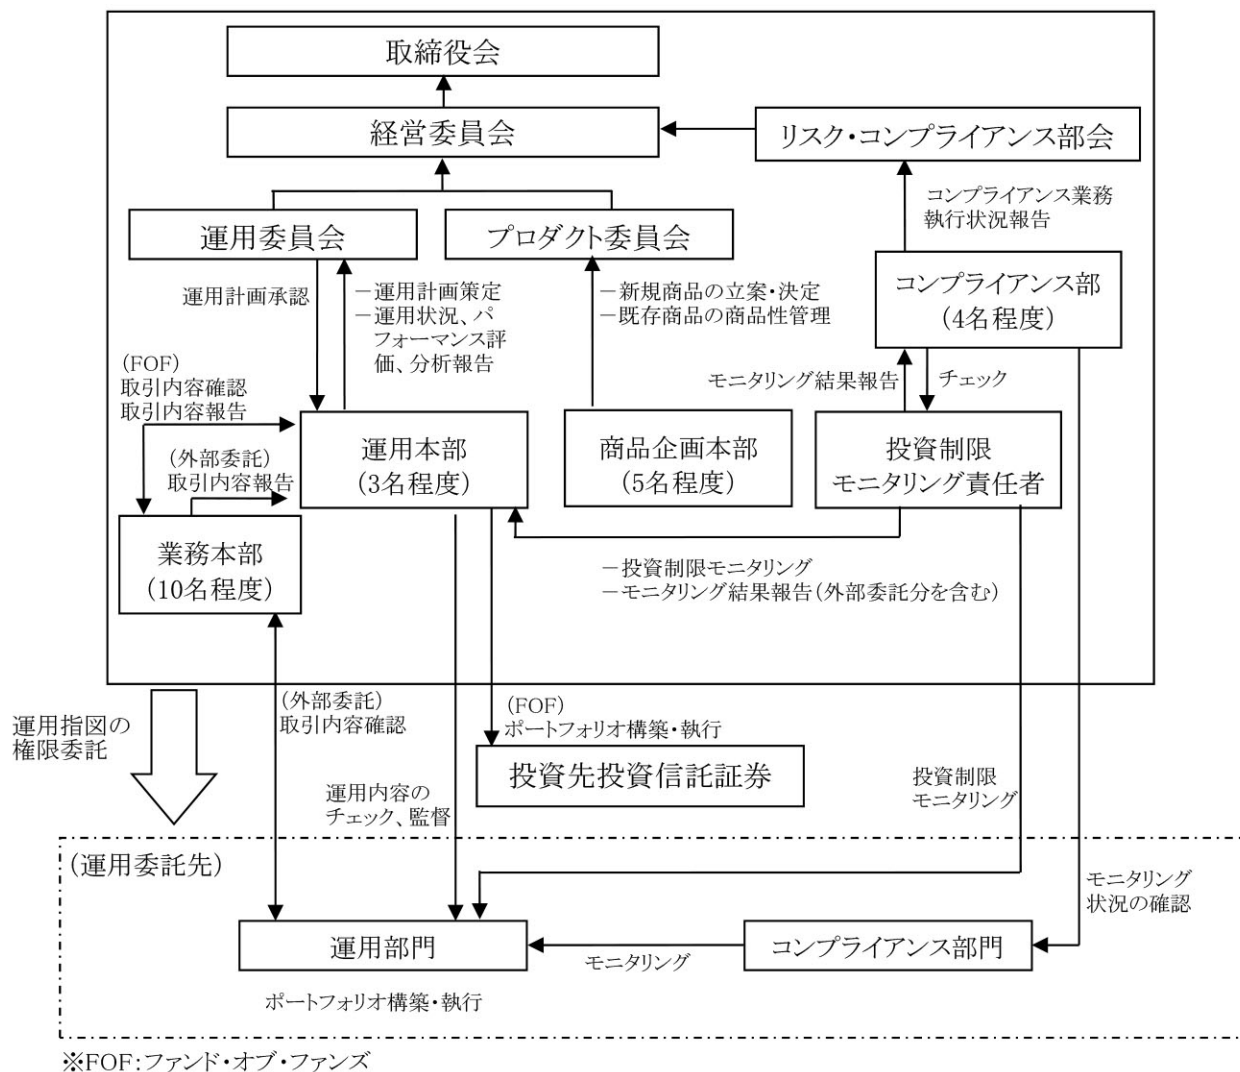 取締役会
経営委員会
リスク・コンプライアンス部会
コンプライアンス業務
執行状況報告
運用委員会
プロダクト委員会
コンプライアンス部
(4名程度)
運用計画承認
－運用計画策定
－運用状況、パ
フォーマンス評
価、分析報告
－新規商品の立案・決定
－既存商品の商品性管理
(FOF)
取引内容確認
取引内容報告
モニタリング結果報告
チェック
運用本部
(3名程度)
商品企画本部
(5名程度)
投資制限
モニタリング責任者
(外部委託)
取引内容報告
業務本部
(10名程度)
－投資制限モニタリング
－モニタリング結果報告(外部委託分を含む)
運用指図の
権限委託
(外部委託)
取引内容確認
(FOF)
ポートフォリオ構築・執行
投資先投資信託証券
運用内容の
チェック、監督
投資制限
モニタリング
(運用委託先)
モニタリング
状況の確認
運用部門
モニタリング
コンプライアンス部門
ポートフォリオ構築・執行
※FOF:ファンド・オブ・ファンズ